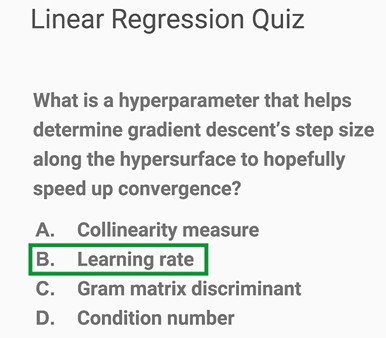 Linear Regression Quiz
What is a hyperparameter that helps
determine gradient descent's step size
along the hypersurface to hopefully
speed up convergence?
A. Collinearity measure
B. Learning rate
C. Gram matrix discriminant
D. Condition number